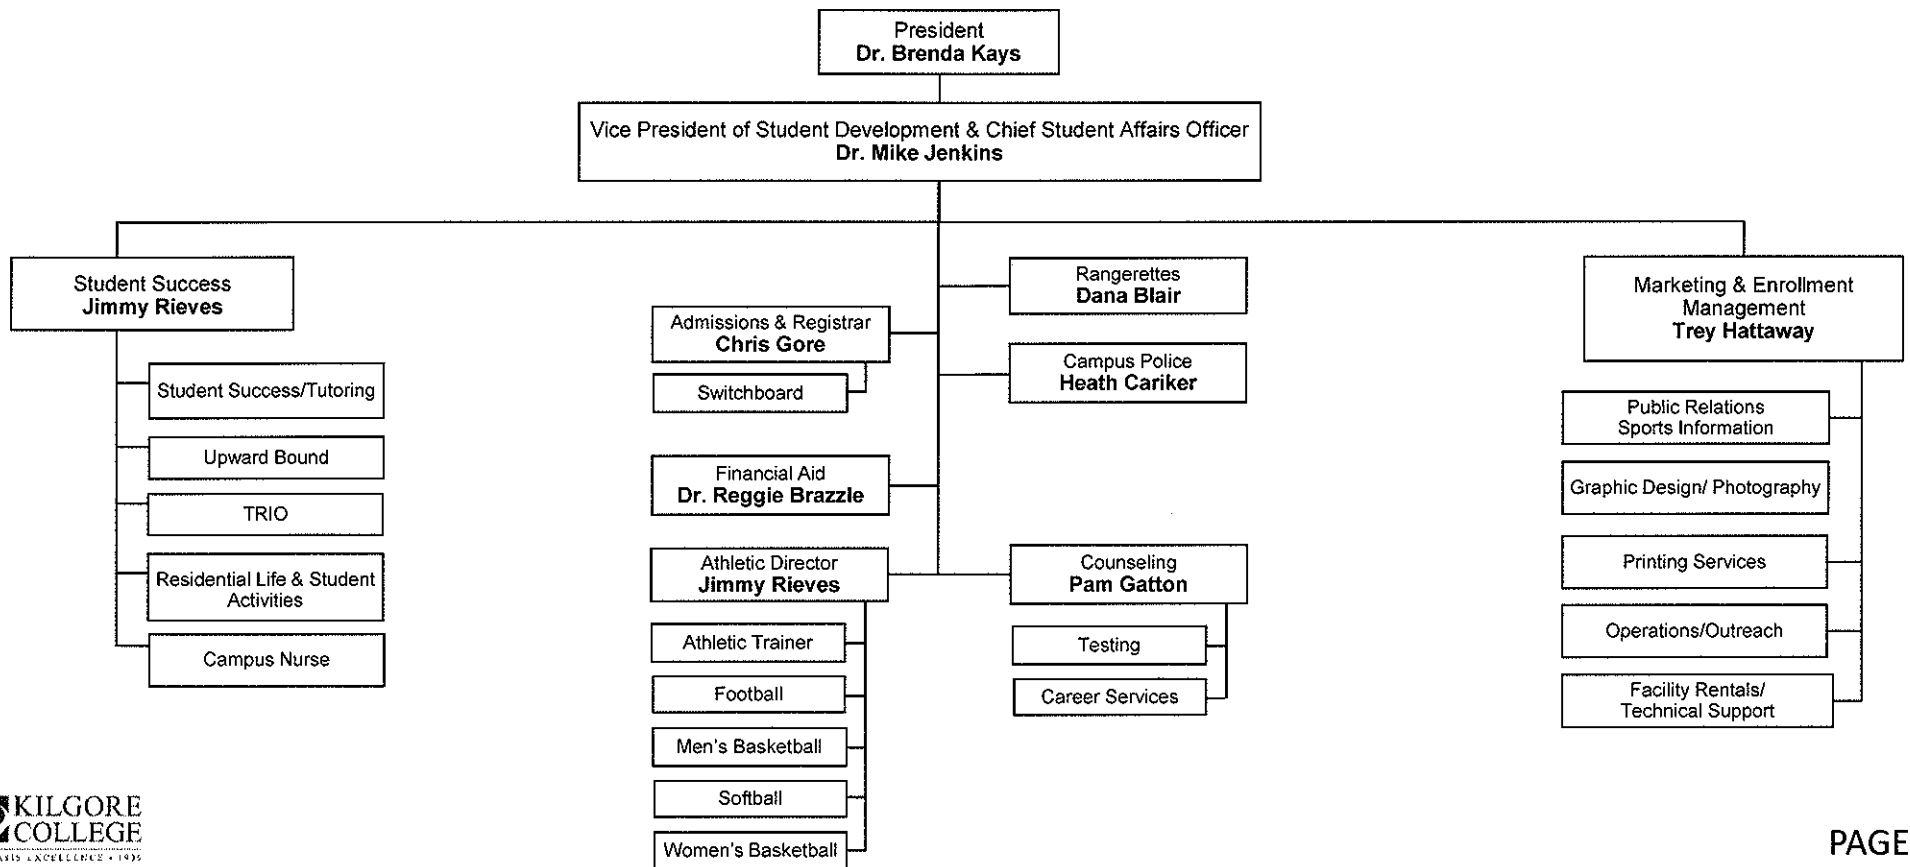 President
Dr. Brenda Kays
Vice President of Student Development & Chief Student Affairs Officer
Dr. Mike Jenkins
Student Success
Jimmy Rieves
Student Success/Tutoring
Upward Bound
TRIO
Residential Life & Student
Activities
Campus Nurse
Admissions & Registrar
Chris Gore
Switchboard
Financial Aid
Dr. Reggie Brazzle
Athletic Director
Jimmy Rieves
Athletic Trainer
Football
Men's Basketball
Softball
Women's Basketball
Rangerettes
Dana Blair
Campus Police
Heath Cariker
Counseling
Pam Gatton
Testing
Career Services
Marketing & Enrollment
Management
Trey Hattaway
Public Relations
Sports Information
Graphic Design/ Photography
Printing Services
Operations/Outreach
Facility Rentals/
Technical Support
KILGORE
COLLEGE
EXCELLENCE
PAGE